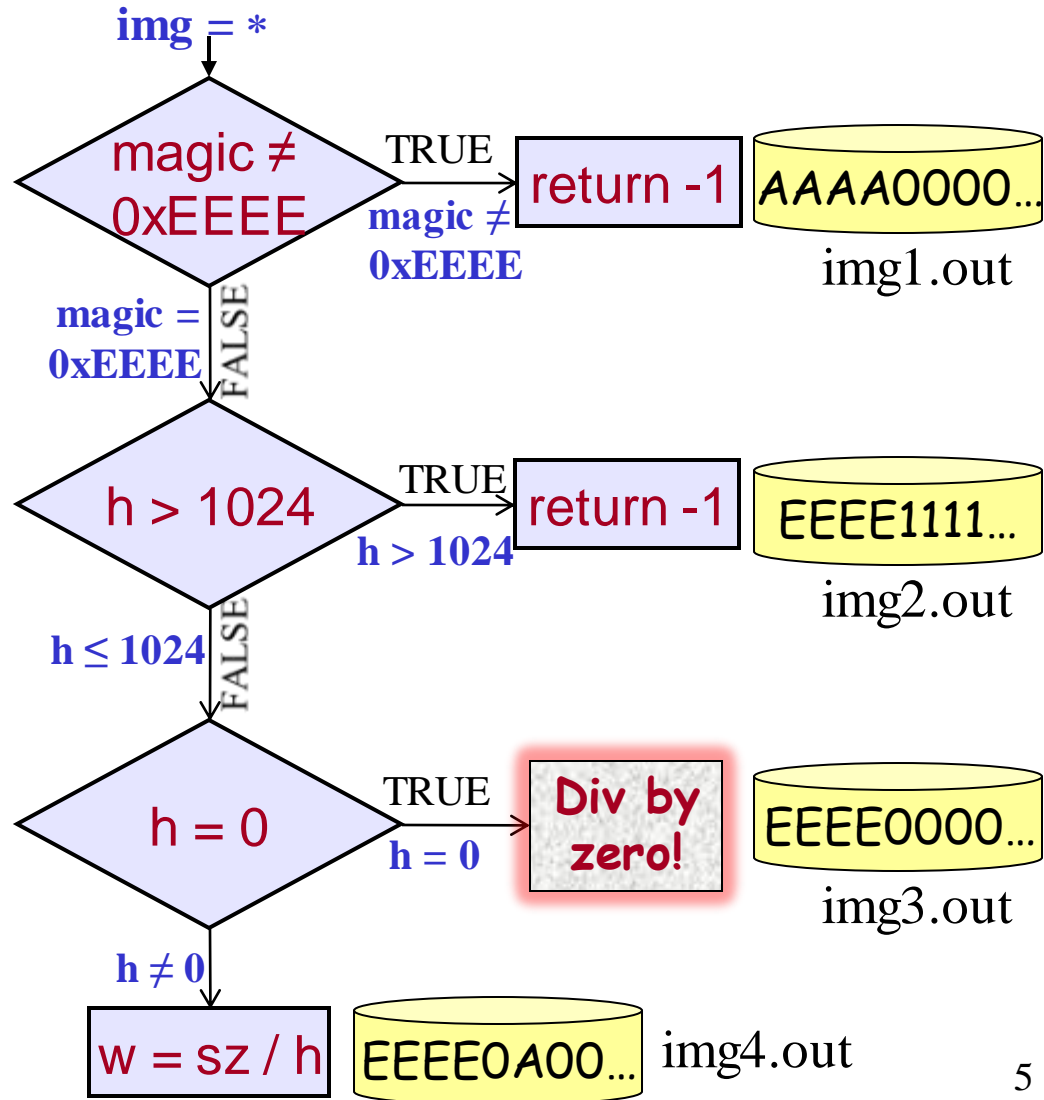 img = *
magic ≠
0xEEEE
TRUE
magic ≠
0xEEEE
return -1
AAAA0000...
img1.out
magic =
0xEEEE
FALSE
h > 1024
TRUE
h > 1024
return -1
EEEE1111...
img2.out
h ≤ 1024
FALSE
h = 0
TRUE
h = 0
Div by
zero!
EEEE0000...
img3.out
h ≠ 0
w = sz / h
EEEE0A00...
img4.out
5